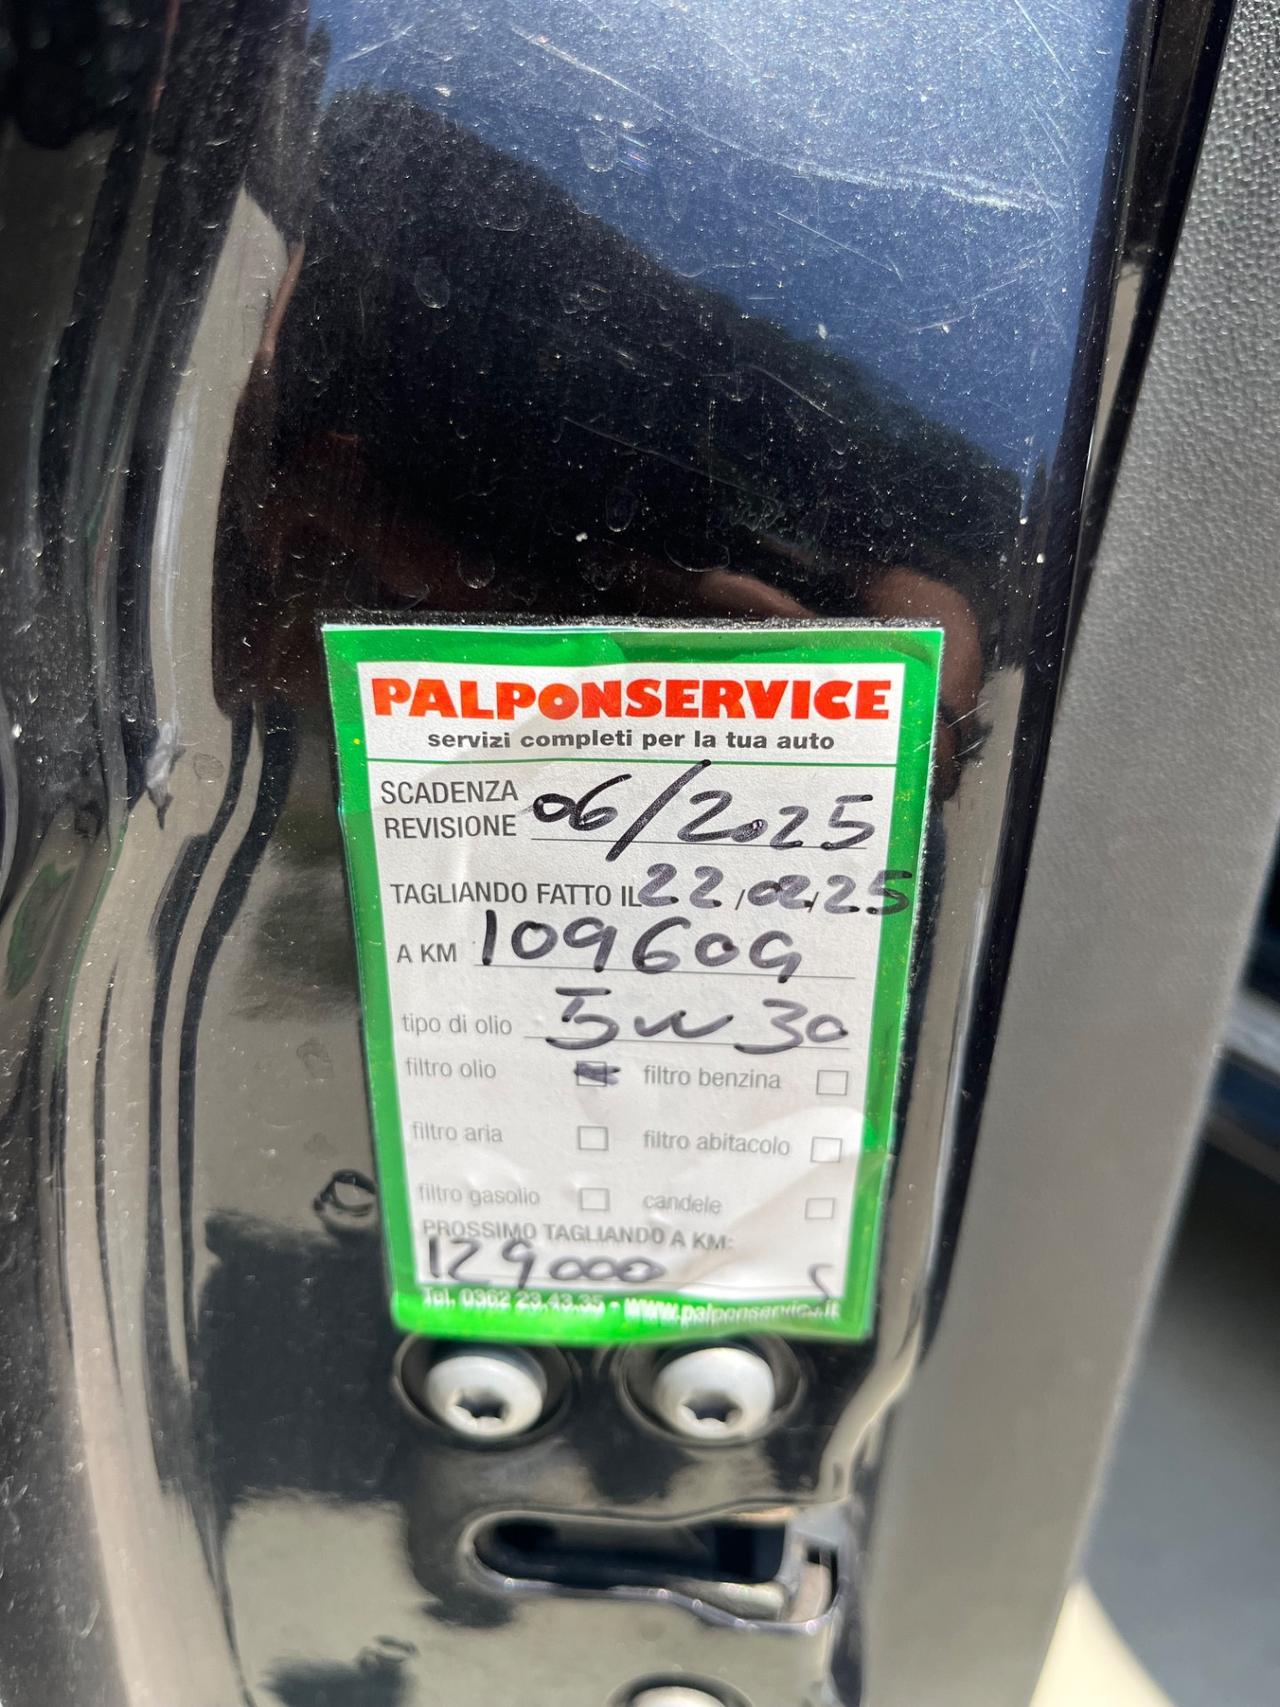 PALPONSERVICE
servizi completi per la tua auto
SCADENZA
REVISIONE 06/2025
TAGLIANDO FATTO IL 22/02/25
A KM 109609
tipo di olio 5w30
filtro olio filtro benzina
filtro aria filtro abitacolo
filtro gasolio candele
PROSSIMO TAGLIANDO A KM:
129000
Tel. 0362 23.43.35 - www.palponservice.it